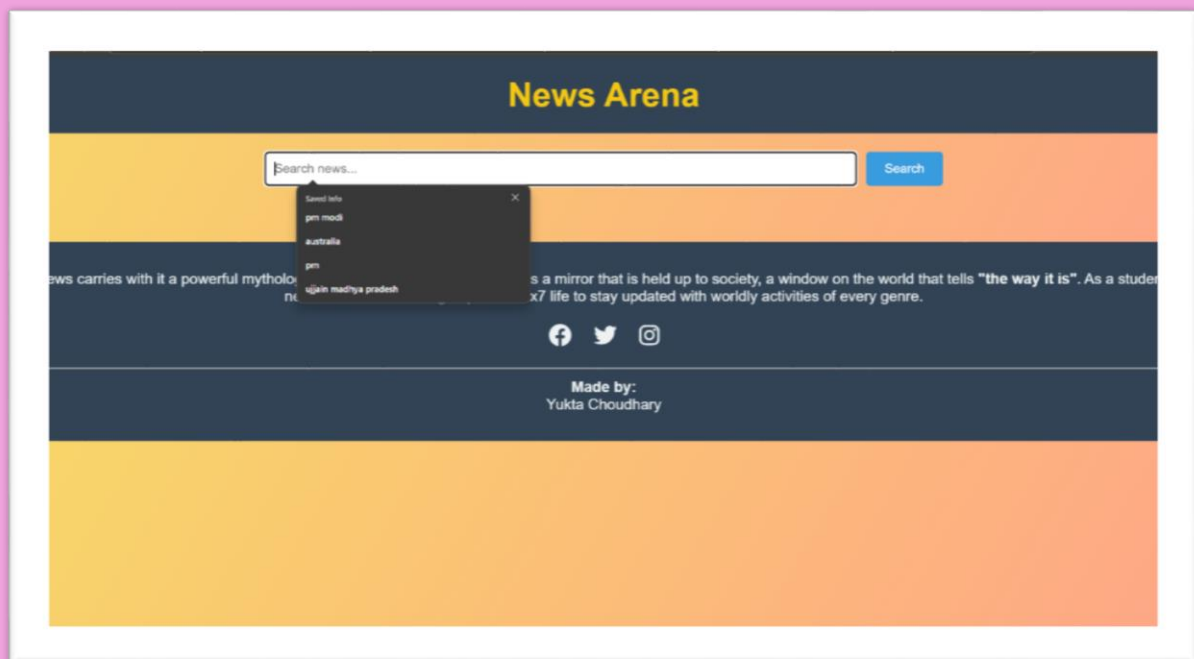 News Arena
Search news...
Search
Saved info
pm modi
australia
pm
ujjain madhya pradesh
ews carries with it a powerful mytholo s a mirror that is held up to society, a window on the world that tells "the way it is". As a studen
ne x7 life to stay updated with worldly activities of every genre.
Made by:
Yukta Choudhary